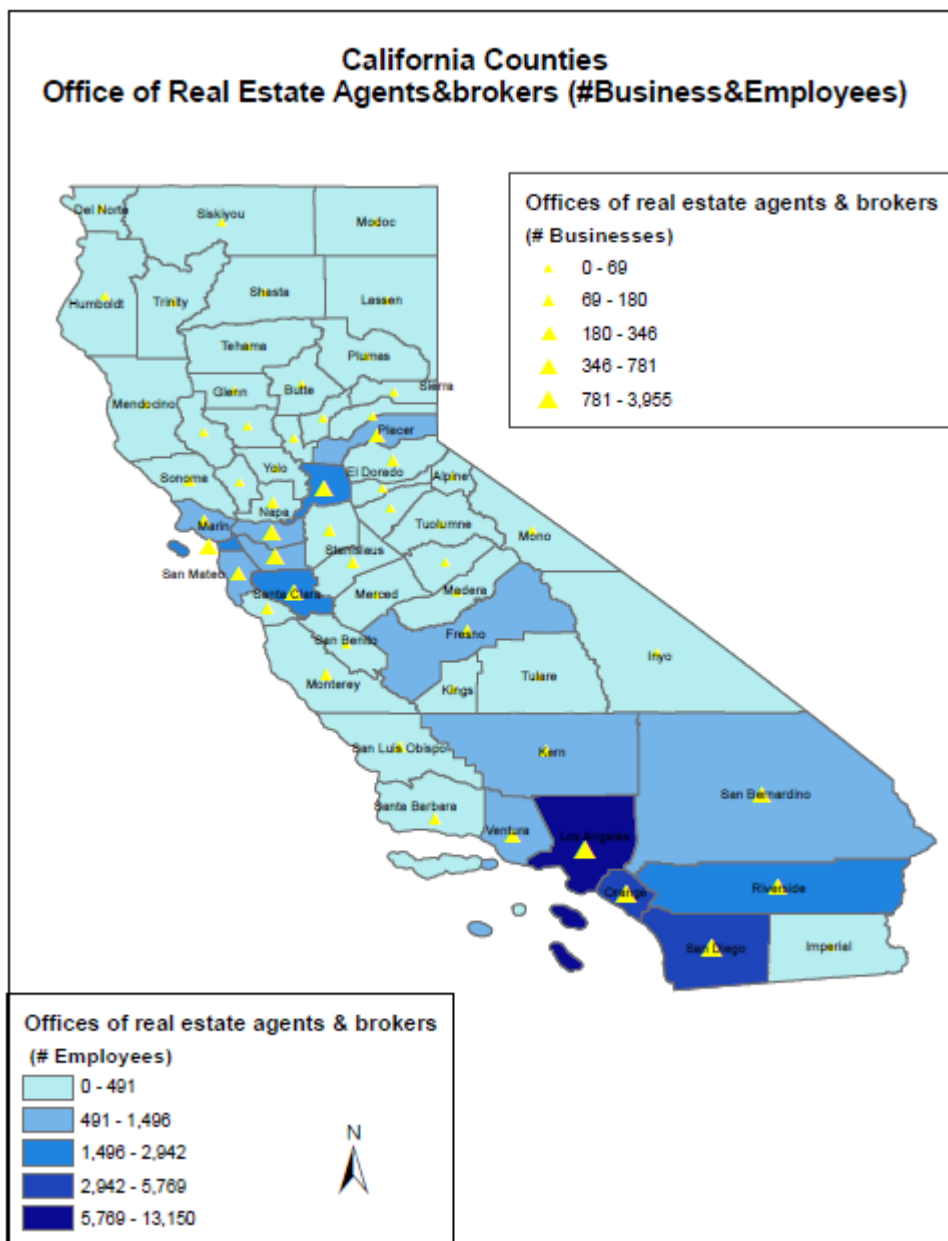 California Counties
Office of Real Estate Agents&brokers (#Business&Employees)
Offices of real estate agents & brokers
(# Businesses)
0 - 69
69 - 180
180 - 346
346 - 781
781 - 3,955
Del Norte
Siskiyou
Modoc
Humboldt
Trinity
Shasta
Lassen
Tehama
Plumas
Mendocino
Glenn
Butte
Sierra
Placer
Sonoma
Yolo
El Dorado
Alpine
Napa
Marin
Tuolumne
Mono
San Mateo
Stanislaus
Santa Clara
Merced
Madera
San Benito
Fresno
Inyo
Monterey
Kings
Tulare
San Luis Obispo
Kern
San Bernardino
Santa Barbara
Ventura
Los Angeles
Orange
Riverside
San Diego
Imperial
Offices of real estate agents & brokers
(# Employees)
0 - 491
491 - 1,496
1,496 - 2,942
2,942 - 5,769
5,769 - 13,150
N